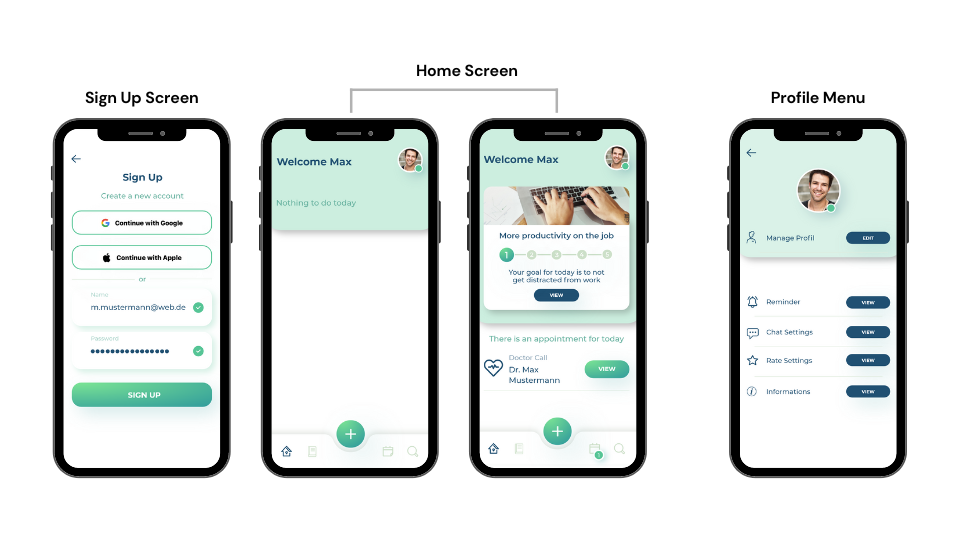 Home Screen
Sign Up Screen
Profile Menu
Sign Up
Create a new account
Continue with Google
Continue with Apple
or
Name
m.mustermann@web.de
Password
SIGN UP
Welcome Max
Nothing to do today
Welcome Max
More productivity on the job
1 2 3 4 5
Your goal for today is to not
get distracted from work
VIEW
There is an appointment for today
Doctor Call
Dr. Max
Mustermann
VIEW
1
Manage Profil
EDIT
Reminder
VIEW
Chat Settings
VIEW
Rate Settings
VIEW
Informations
VIEW